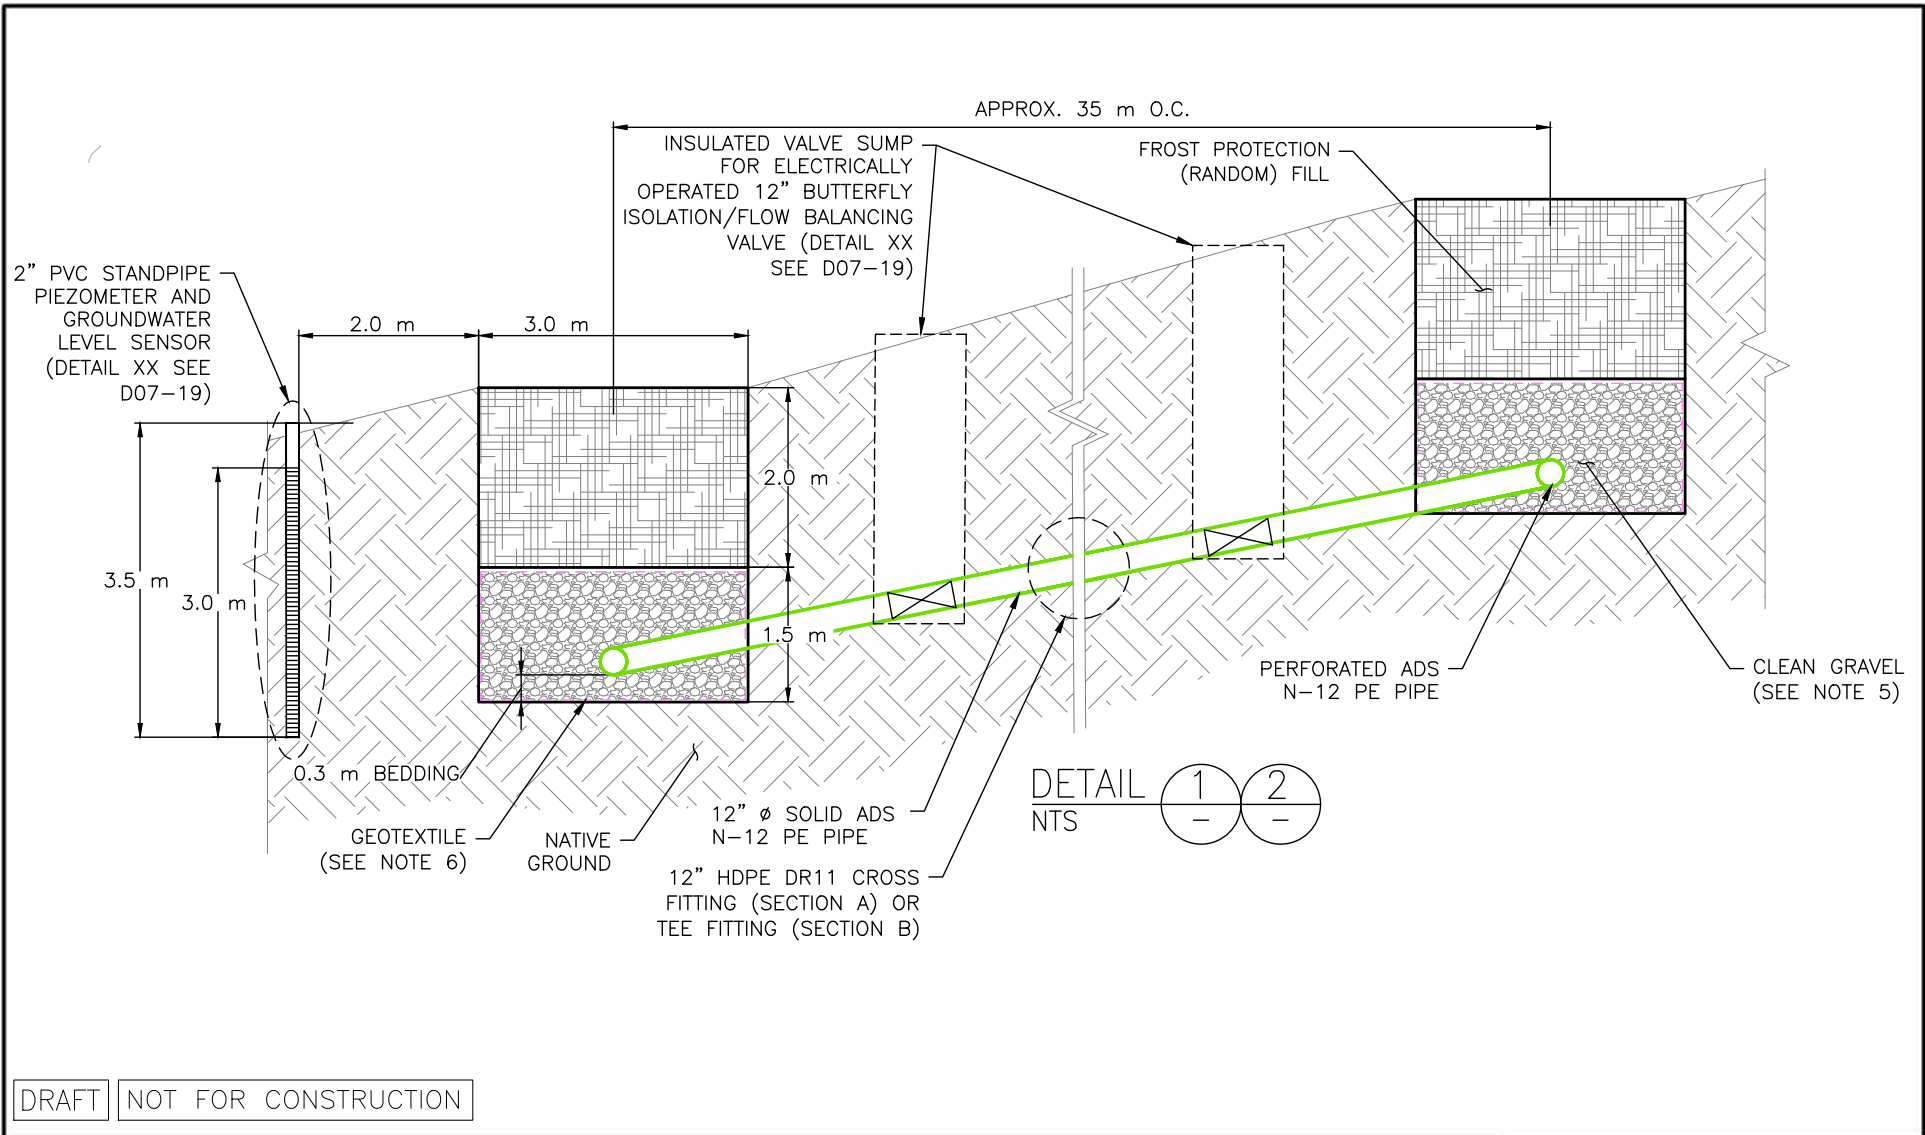 APPROX. 35 m O.C.
INSULATED VALVE SUMP
FOR ELECTRICALLY
OPERATED 12” BUTTERFLY
ISOLATION/FLOW BALANCING
VALVE (DETAIL XX
SEE D07-19)
FROST PROTECTION
(RANDOM) FILL
2” PVC STANDPIPE
PIEZOMETER AND
GROUNDWATER
LEVEL SENSOR
(DETAIL XX SEE
D07-19)
2.0 m
3.0 m
2.0 m
3.5 m
3.0 m
1.5 m
PERFORATED ADS
N-12 PE PIPE
CLEAN GRAVEL
(SEE NOTE 5)
0.3 m BEDDING
GEOTEXTILE
(SEE NOTE 6)
NATIVE
GROUND
12” ø SOLID ADS
N-12 PE PIPE
12” HDPE DR11 CROSS
FITTING (SECTION A) OR
TEE FITTING (SECTION B)
DETAIL 1 2
NTS - -
DRAFT NOT FOR CONSTRUCTION